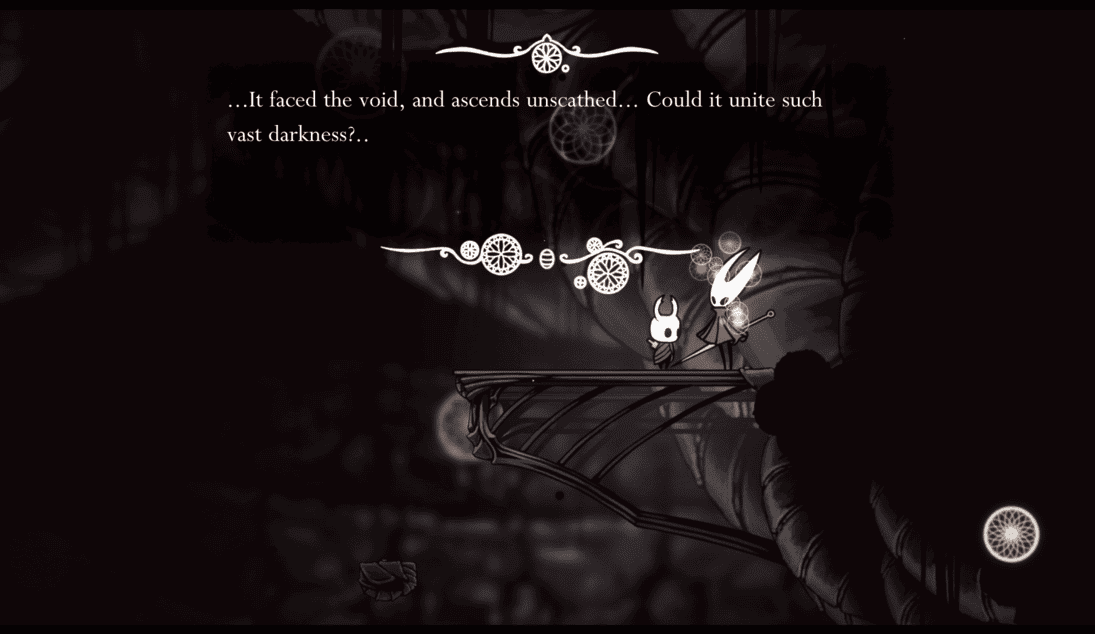 ...It faced the void, and ascends unscathed... Could it unite such
vast darkness?..